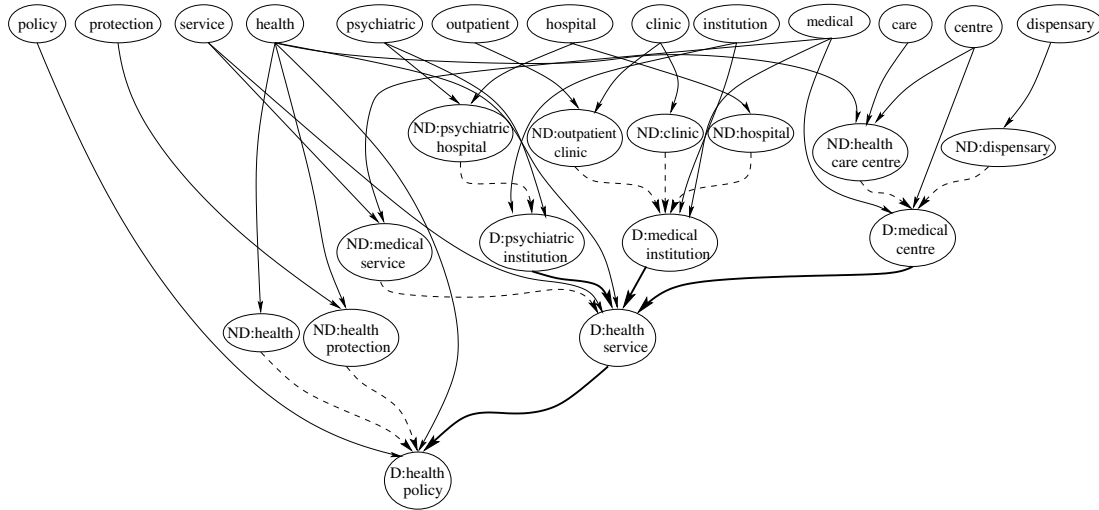 policy
protection
service
health
psychiatric
outpatient
hospital
clinic
institution
medical
care
centre
dispensary
ND:psychiatric
hospital
ND:outpatient
clinic
ND:clinic
ND:hospital
ND:health
care centre
ND:dispensary
ND:medical
service
D:psychiatric
institution
D:medical
institution
D:medical
centre
ND:health
ND:health
protection
D:health
service
D:health
policy